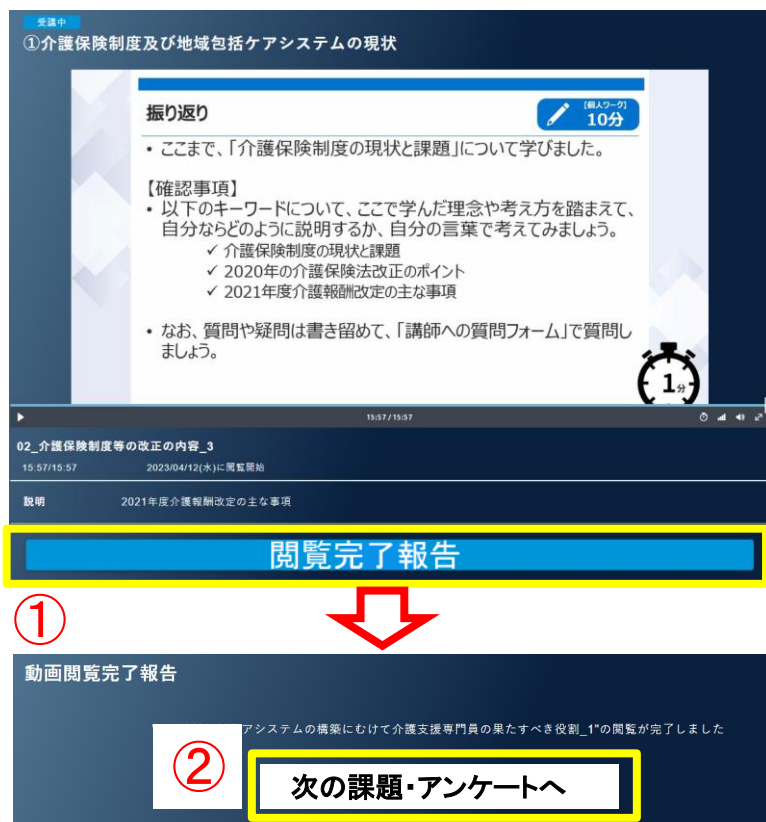 受講中
①介護保険制度及び地域包括ケアシステムの現状
振り返り
【個人ワーク】
10分
• ここまで、「介護保険制度の現状と課題」について学びました。
【確認事項】
• 以下のキーワードについて、ここで学んだ理念や考え方を踏まえて、
自分ならどのように説明するか、自分の言葉で考えてみましょう。
✓ 介護保険制度の現状と課題
✓ 2020年の介護保険法改正のポイント
✓ 2021年度介護報酬改定の主な事項
• なお、質問や疑問は書き留めて、「講師への質問フォーム」で質問し
ましょう。
1分
15:57/15:57
02_介護保険制度等の改正の内容_3
15:57/15:57 2023/04/12(水)に閲覧開始
説明 2021年度介護報酬改定の主な事項
閲覧完了報告
①
動画閲覧完了報告
アシステムの構築にむけて介護支援専門員の果たすべき役割_1"の閲覧が完了しました
②
次の課題・アンケートへ